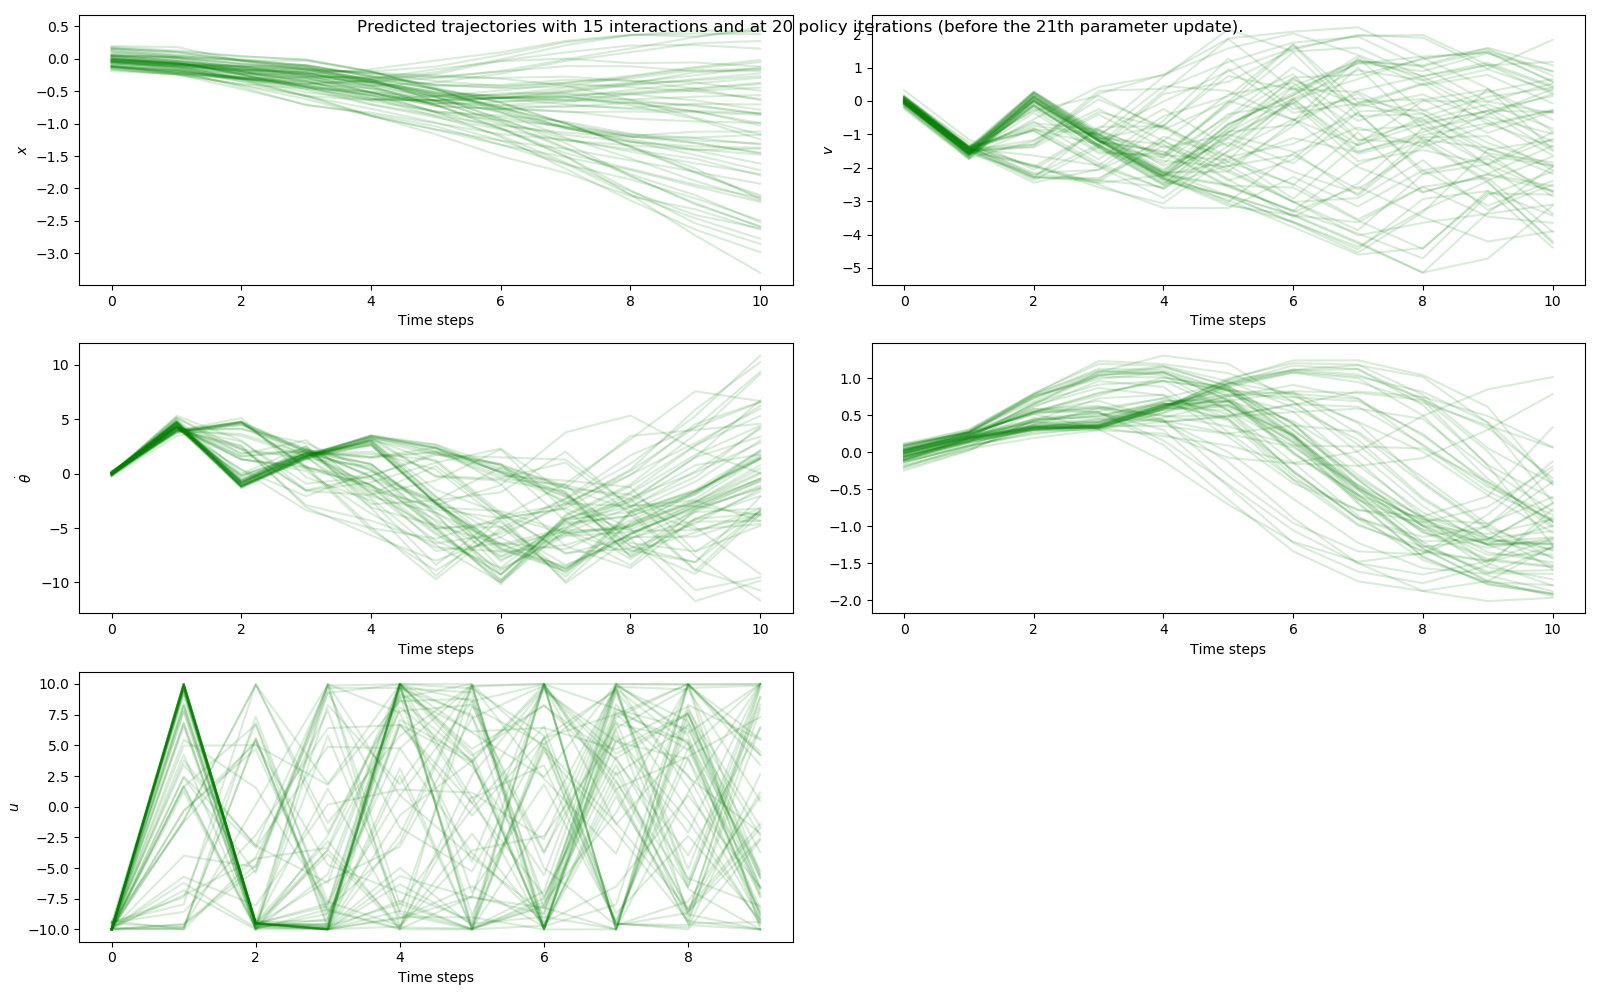 Predicted trajectories with 15 interactions and at 20 policy iterations (before the 21th parameter update).
0.5
0.0
−0.5
−1.0
−1.5
−2.0
−2.5
−3.0
x
0 2 4 6 8 10
Time steps
2
1
0
−1
−2
−3
−4
−5
v
0 2 4 6 8 10
Time steps
10
5
0
−5
−10
θ̇
0 2 4 6 8 10
Time steps
1.0
0.5
0.0
−0.5
−1.0
−1.5
−2.0
θ
0 2 4 6 8 10
Time steps
10.0
7.5
5.0
2.5
0.0
−2.5
−5.0
−7.5
−10.0
u
0 2 4 6 8
Time steps